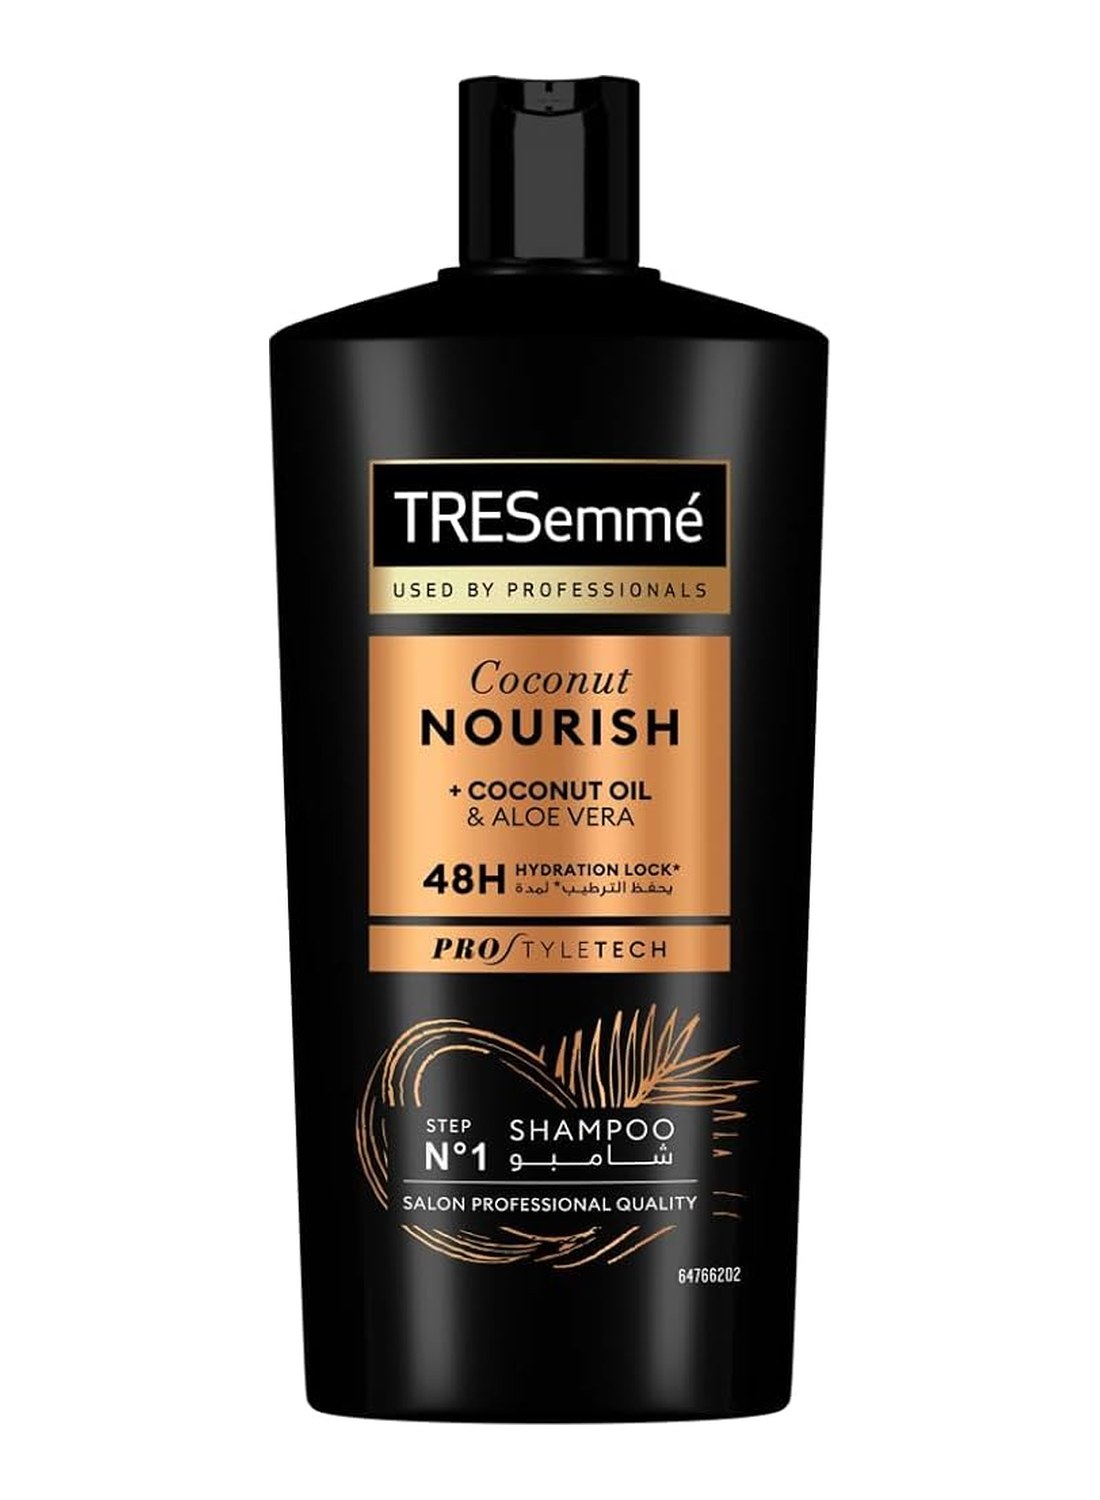 TRESemmé
USED BY PROFESSIONALS
Coconut
NOURISH
+ COCONUT OIL
& ALOE VERA
48H HYDRATION LOCK*
يحفظ الترطيب* لمدة
PROSTYLETECH
STEP
N°1
SHAMPOO
شامبو
SALON PROFESSIONAL QUALITY
64766202